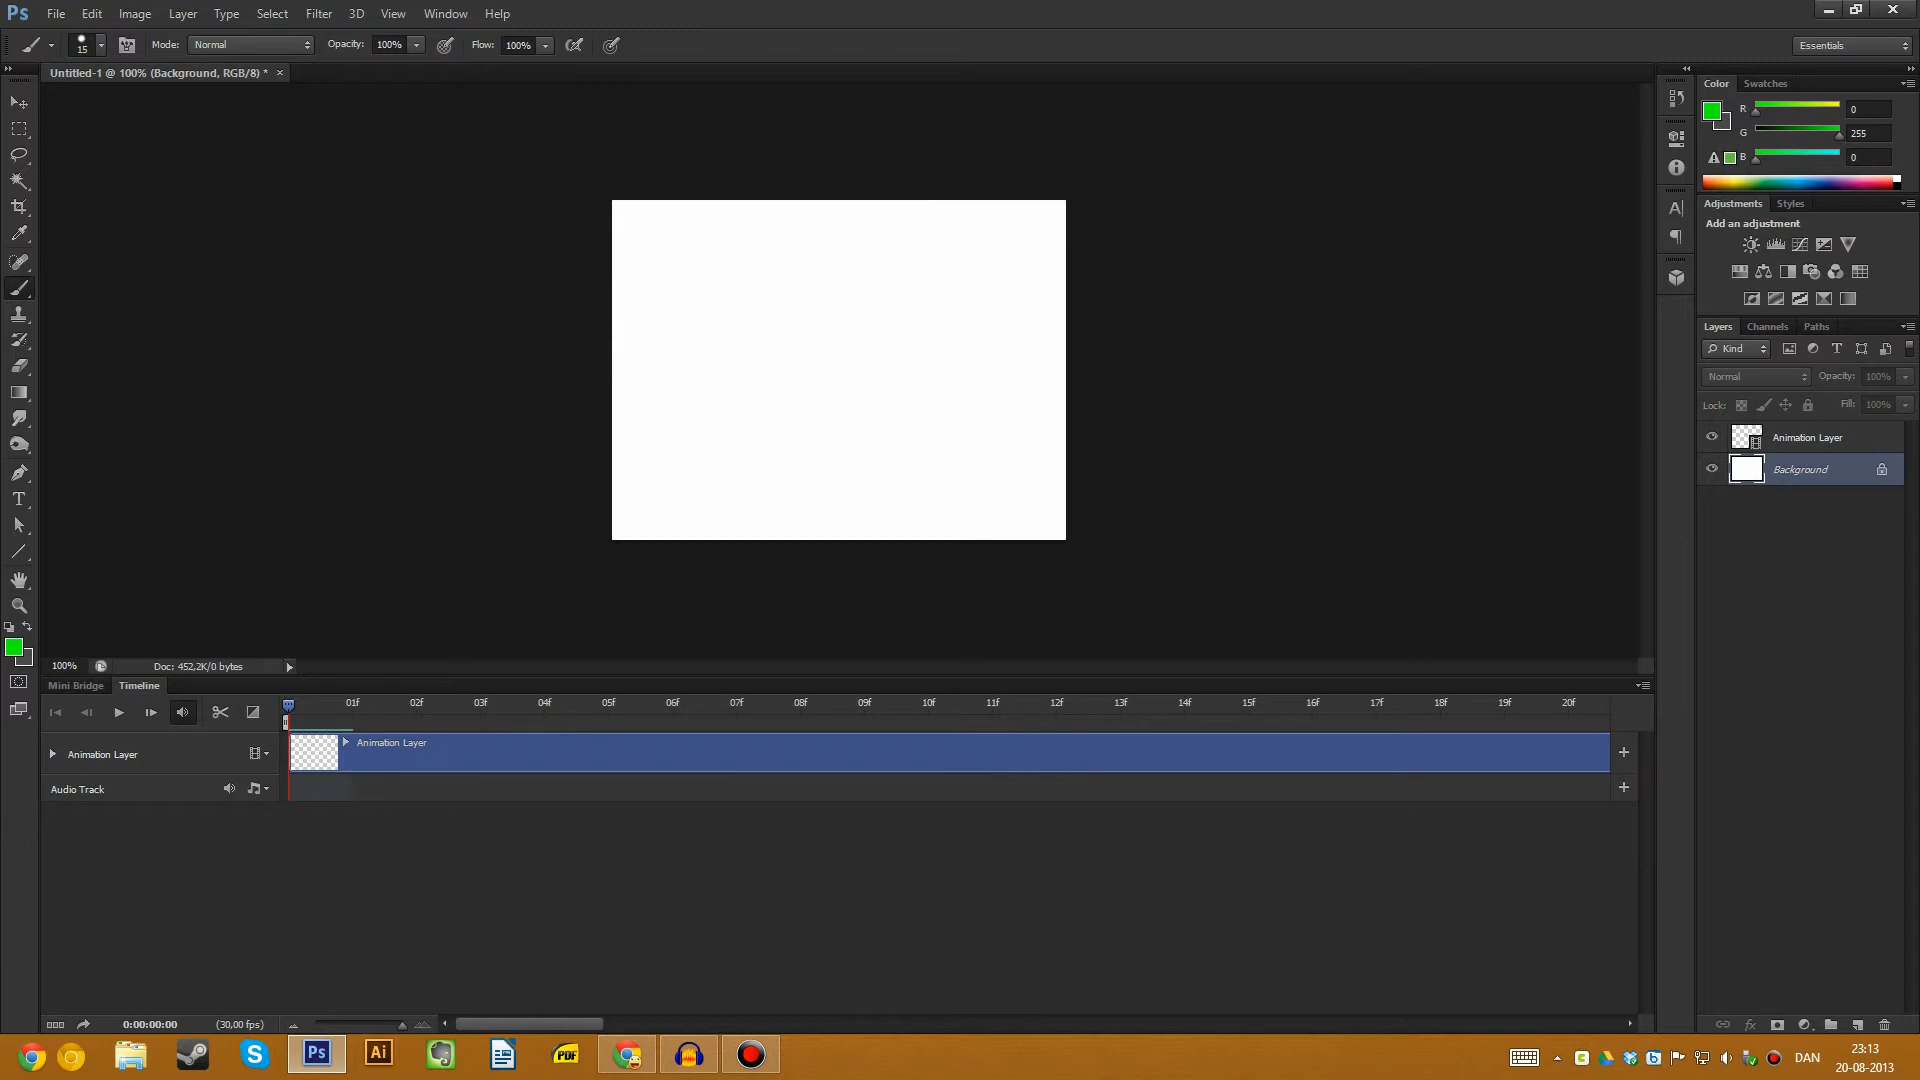 Ps File Edit Image Layer Type Select Filter 3D View Window Help
15 Mode: Normal Opacity: 100% Flow: 100% Essentials
Untitled-1 @ 100% (Background, RGB/8) * ×
Color Swatches
R 0
G 255
B 0
Adjustments Styles
Add an adjustment
Layers Channels Paths
Kind
Normal Opacity: 100%
Lock: Fill: 100%
Animation Layer
Background
100% Doc: 452,2K/0 bytes
Mini Bridge Timeline
01f 02f 03f 04f 05f 06f 07f 08f 09f 10f 11f 12f 13f 14f 15f 16f 17f 18f 19f 20f
Animation Layer
Animation Layer
Audio Track
0:00:00:00 (30,00 fps)
Ps Ai PDF
DAN
23:13
20-08-2013